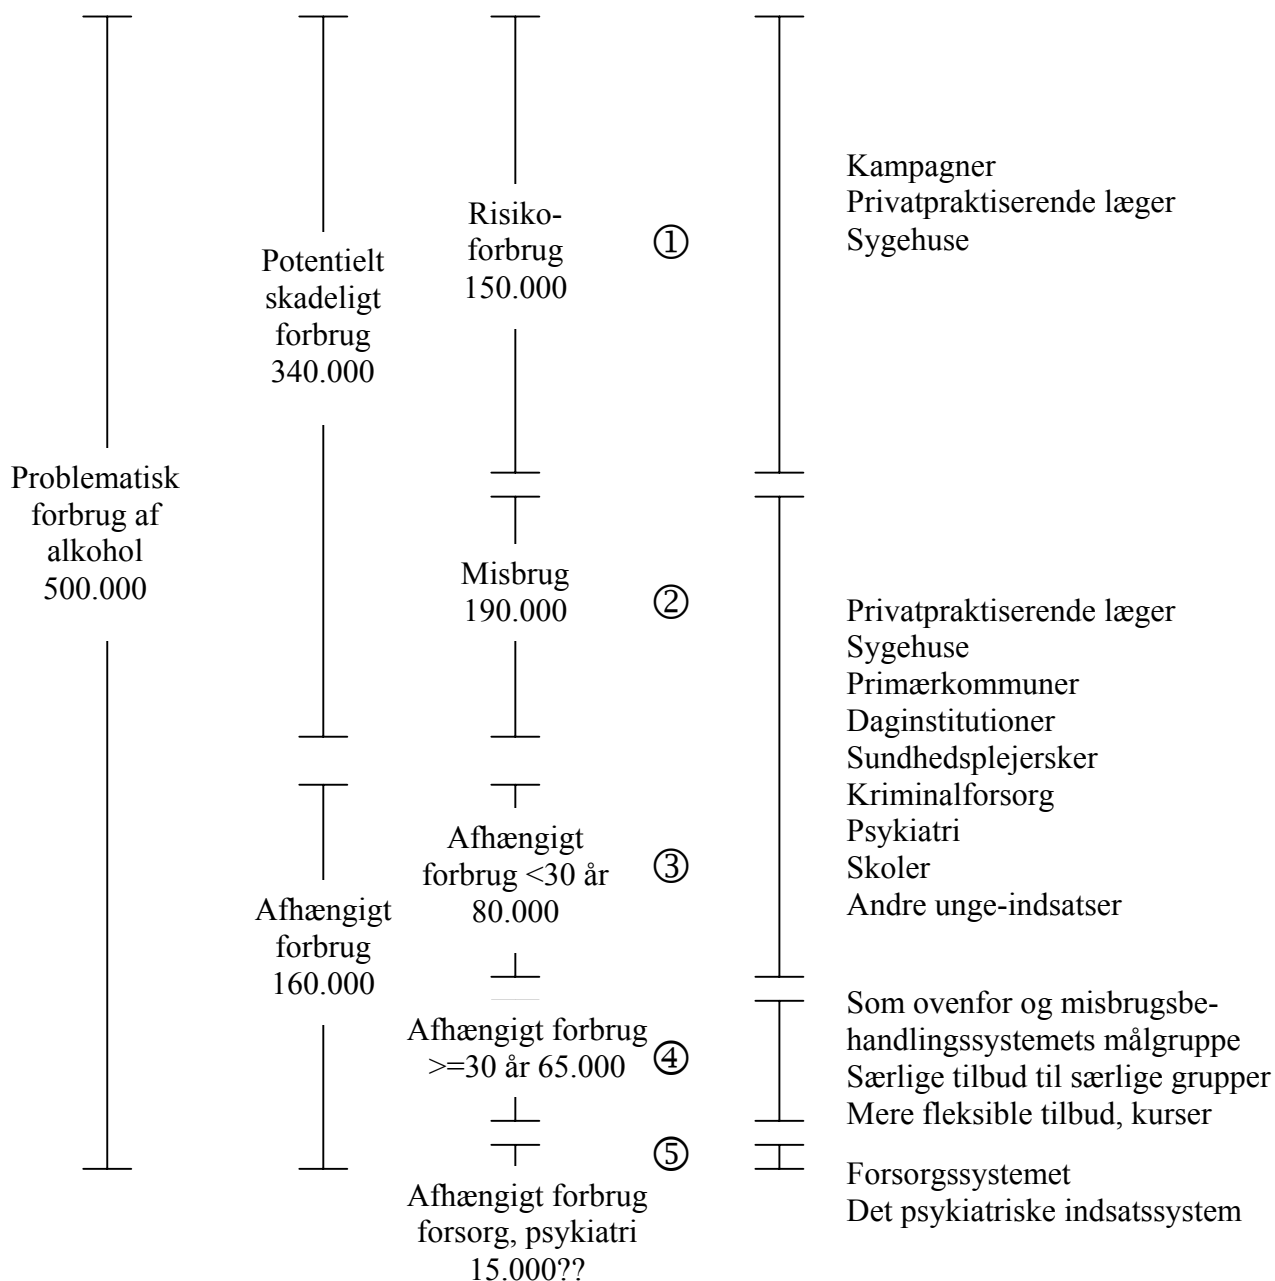 Problematisk
forbrug af
alkohol
500.000
Potentielt
skadeligt
forbrug
340.000
Afhængigt
forbrug
160.000
Risiko-
forbrug
150.000
①
Misbrug
190.000
②
Afhængigt
forbrug <30 år
80.000
③
Afhængigt forbrug
>=30 år 65.000
④
⑤
Afhængigt forbrug
forsorg, psykiatri
15.000??
Kampagner
Privatpraktiserende læger
Sygehuse
Privatpraktiserende læger
Sygehuse
Primærkommuner
Daginstitutioner
Sundhedsplejersker
Kriminalforsorg
Psykiatri
Skoler
Andre unge-indsatser
Som ovenfor og misbrugsbe-
handlingssystemets målgruppe
Særlige tilbud til særlige grupper
Mere fleksible tilbud, kurser
Forsorgssystemet
Det psykiatriske indsatssystem